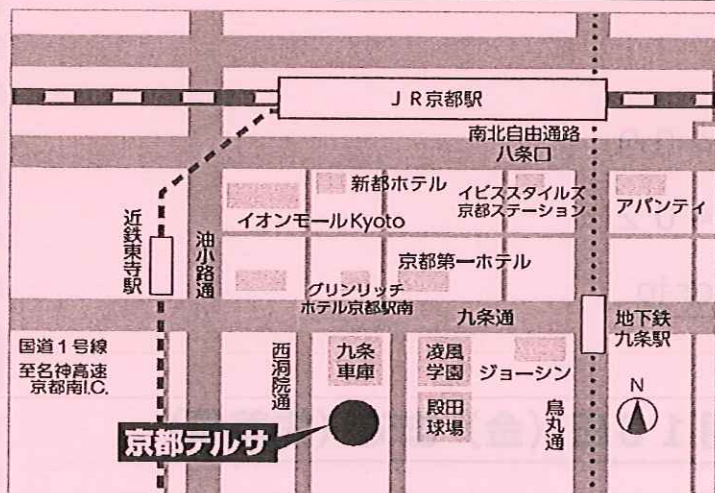 JR京都駅
南北自由通路
八条口
新都ホテル
イビススタイルズ
京都ステーション
アバンティ
イオンモールKyoto
近鉄東寺駅
油小路通
京都第一ホテル
グリンリッチ
ホテル京都駅南
九条通
地下鉄
九条駅
国道1号線
至名神高速
京都南I.C.
西洞院通
九条
車庫
凌風
学園
ジョーシン
殿田
球場
烏丸通
N
京都テルサ